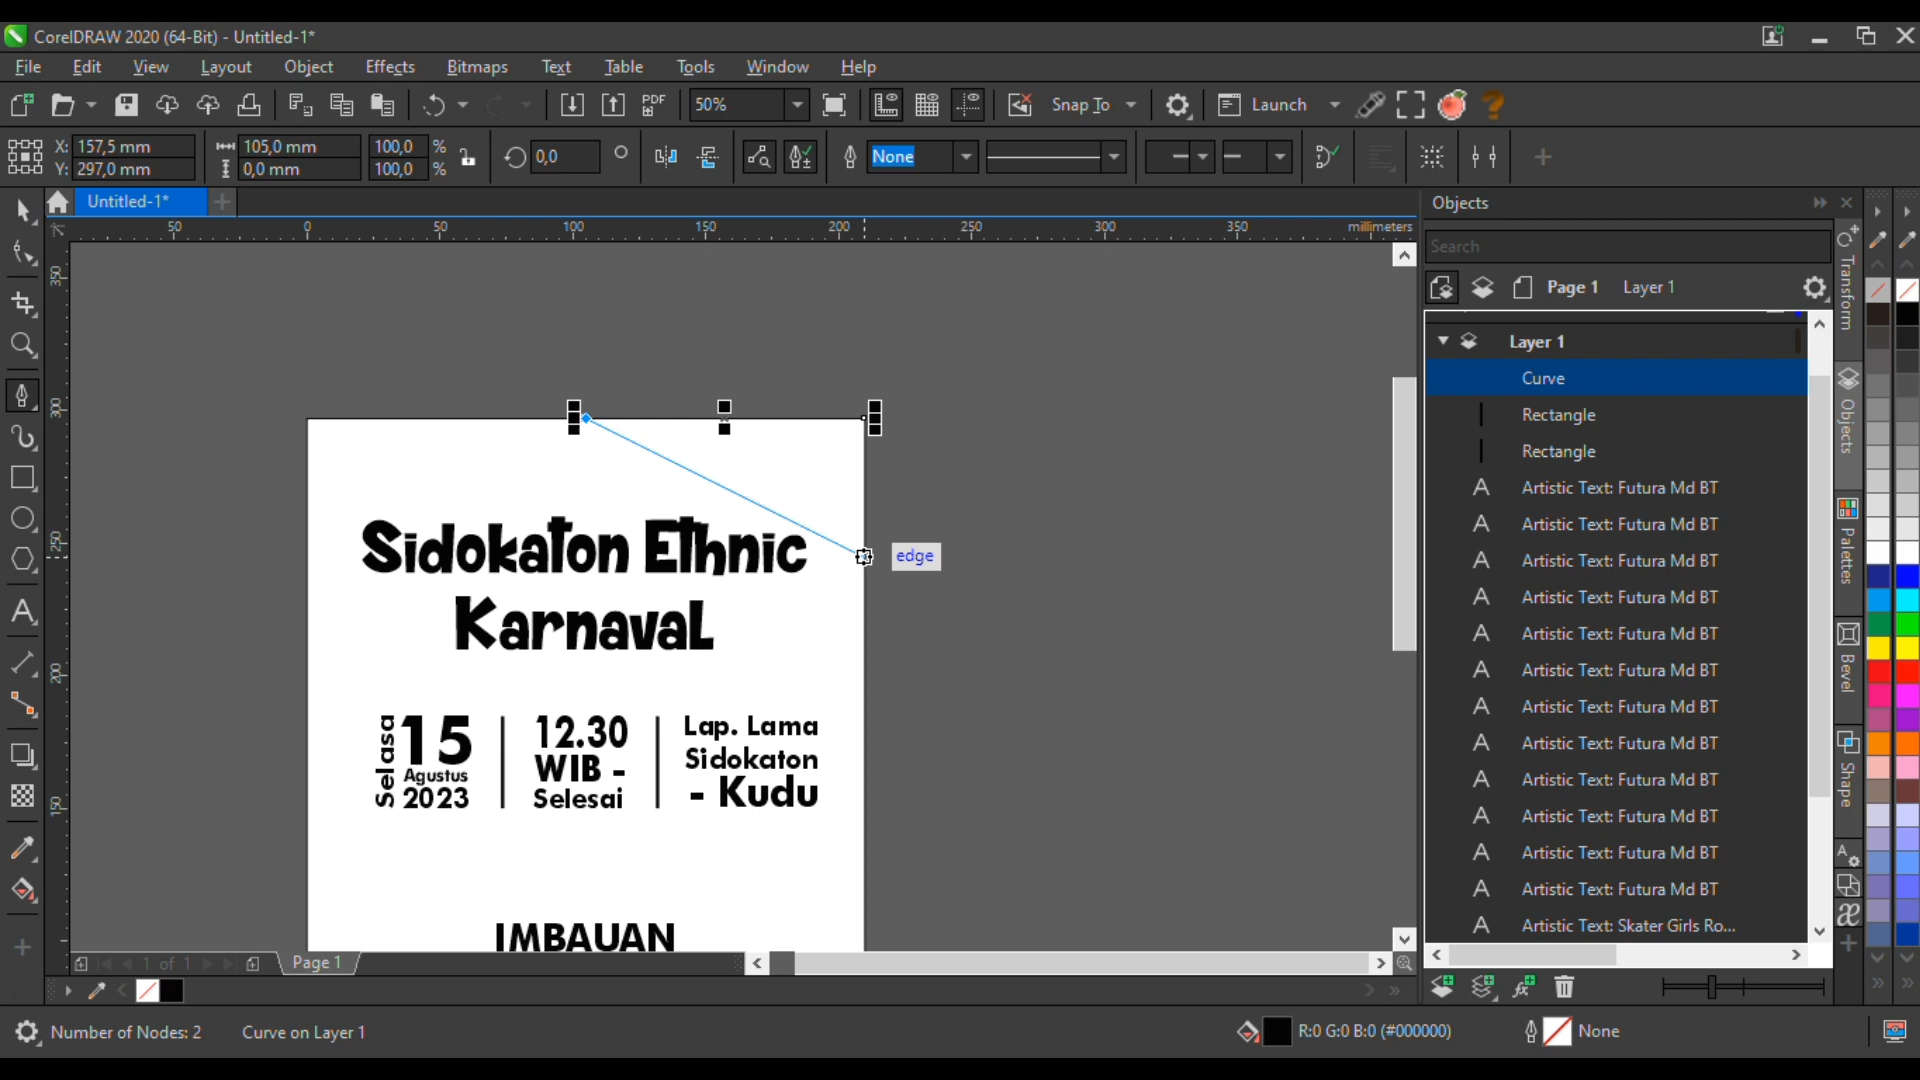 CorelDRAW 2020 (64-Bit) - Untitled-1*
File Edit View Layout Object Effects Bitmaps Text Table Tools Window Help
PDF 50% Snap To Launch
X: 157,5 mm 105,0 mm 100,0 % 0,0 None
Y: 297,0 mm 0,0 mm 100,0 %
Untitled-1*
50 0 50 100 150 200 250 300 350 millimeters
350
300
250
200
150
edge
Sidokaton Ethnic
Karnaval
Selasa
15
Agustus
2023
12.30
WIB -
Selesai
Lap. Lama
Sidokaton
- Kudu
IMBAUAN
1 of 1 Page 1
Objects
Search
Page 1 Layer 1
Layer 1
Curve
Rectangle
Rectangle
A Artistic Text: Futura Md BT
A Artistic Text: Futura Md BT
A Artistic Text: Futura Md BT
A Artistic Text: Futura Md BT
A Artistic Text: Futura Md BT
A Artistic Text: Futura Md BT
A Artistic Text: Futura Md BT
A Artistic Text: Futura Md BT
A Artistic Text: Futura Md BT
A Artistic Text: Futura Md BT
A Artistic Text: Futura Md BT
A Artistic Text: Futura Md BT
A Artistic Text: Skater Girls Ro...
Transform
Objects
Palettes
Bevel
Shape
Number of Nodes: 2 Curve on Layer 1 R:0 G:0 B:0 (#000000) None